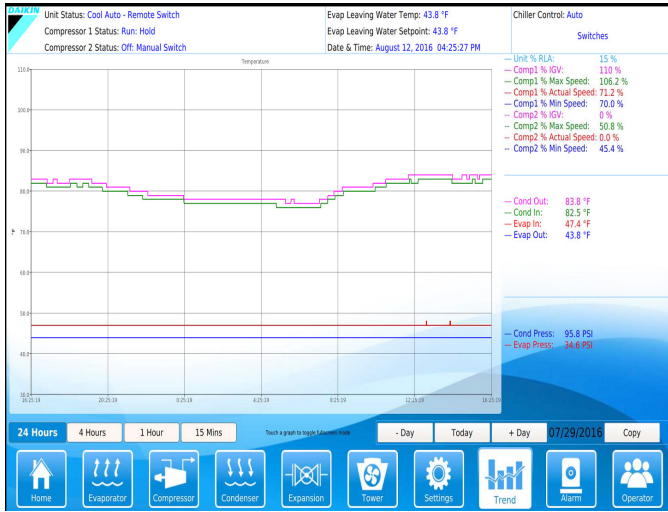 DAIKIN
Unit Status: Cool Auto - Remote Switch
Compressor 1 Status: Run: Hold
Compressor 2 Status: Off: Manual Switch
Evap Leaving Water Temp: 43.8 °F
Evap Leaving Water Setpoint: 43.8 °F
Date & Time: August 12, 2016 04:25:27 PM
Chiller Control: Auto
Switches
Temperature
110.0
100.0
90.0
80.0
70.0
60.0
50.0
40.0
30.0
°F
16:25:19
20:25:19
0:25:19
4:25:19
8:25:19
12:25:19
16:25:19
— Unit % RLA: 15 %
— Comp1 % IGV: 110 %
— Comp1 % Max Speed: 106.2 %
— Comp1 % Actual Speed: 71.2 %
— Comp1 % Min Speed: 70.0 %
-- Comp2 % IGV: 0 %
-- Comp2 % Max Speed: 50.8 %
-- Comp2 % Actual Speed: 0.0 %
-- Comp2 % Min Speed: 45.4 %
— Cond Out: 83.8 °F
— Cond In: 82.5 °F
— Evap In: 47.4 °F
— Evap Out: 43.8 °F
— Cond Press: 95.8 PSI
— Evap Press: 34.6 PSI
24 Hours
4 Hours
1 Hour
15 Mins
Touch a graph to toggle fullscreen mode
- Day
Today
+ Day
07/29/2016
Copy
Home
Evaporator
Compressor
Condenser
Expansion
Tower
Settings
Trend
Alarm
Operator